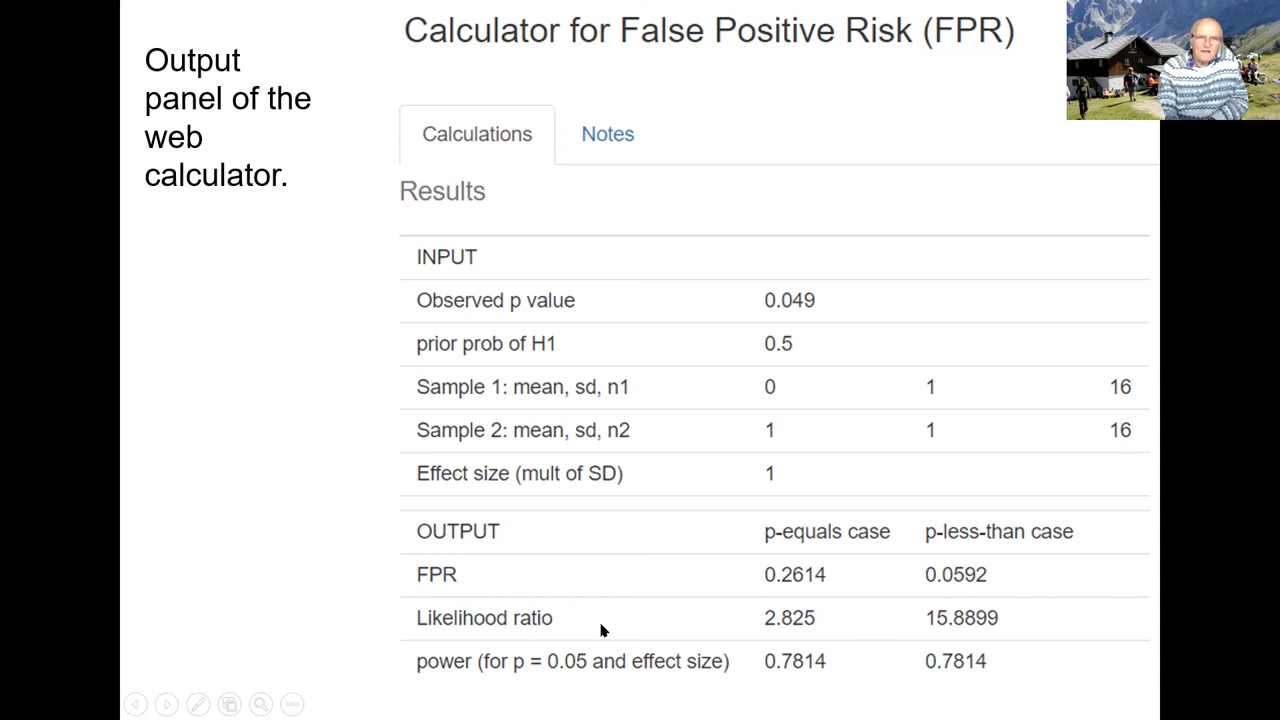 Output
panel of the
web
calculator.
Calculator for False Positive Risk (FPR)
Calculations Notes
Results
INPUT
Observed p value 0.049
prior prob of H1 0.5
Sample 1: mean, sd, n1 0 1 16
Sample 2: mean, sd, n2 1 1 16
Effect size (mult of SD) 1
OUTPUT p-equals case p-less-than case
FPR 0.2614 0.0592
Likelihood ratio 2.825 15.8899
power (for p = 0.05 and effect size) 0.7814 0.7814